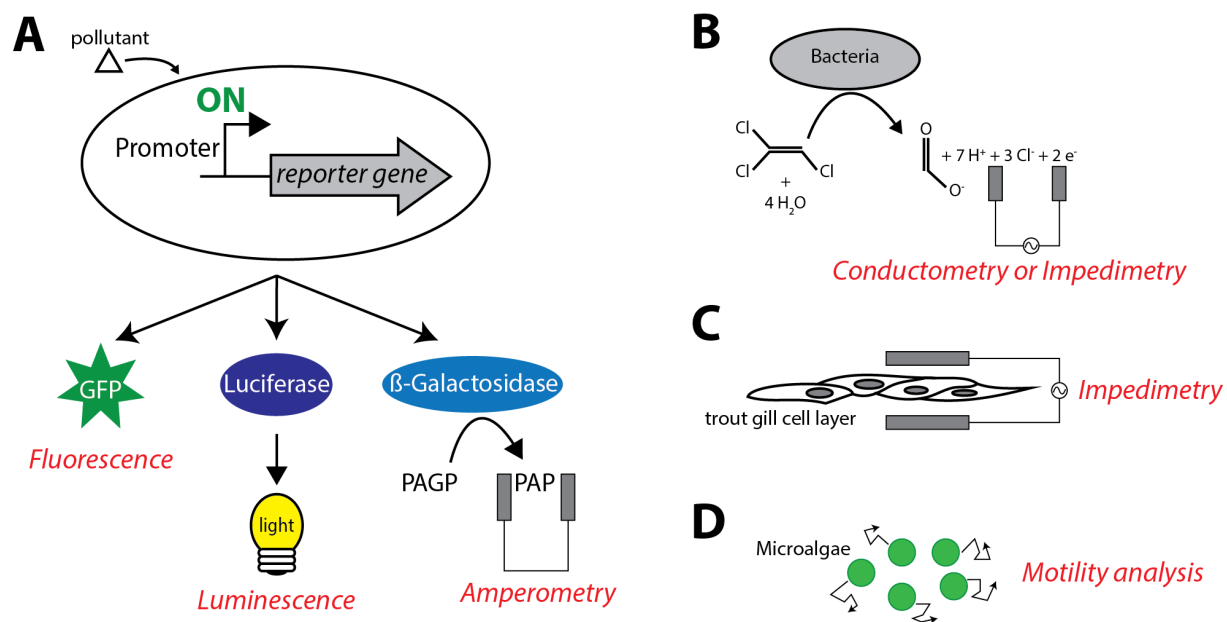 A
pollutant
ON
Promoter
reporter gene
GFP
Luciferase
ß-Galactosidase
Fluorescence
PAGP
PAP
light
Luminescence
Amperometry
B
Bacteria
Cl
Cl
Cl
+
4 H₂O
O
O⁻
+ 7 H⁺ + 3 Cl⁻ + 2 e⁻
Conductometry or Impedimetry
C
trout gill cell layer
Impedimetry
D
Microalgae
Motility analysis